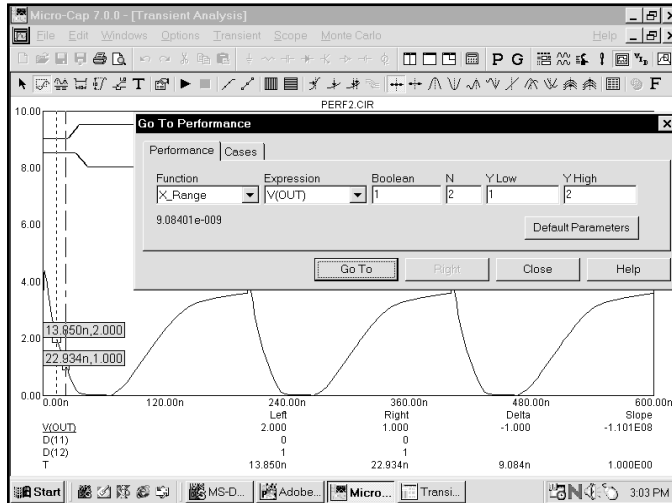 Micro-Cap 7.0.0.0 - [Transient Analysis]
File Edit Windows Options Transient Scope Monte Carlo Help
P G
T F
PERF2.CIR
10.00
8.00
6.00
4.00
2.00
0.00
Go To Performance
Performance Cases
Function Expression Boolean N Y Low Y High
X_Range V(OUT) 1 2 1 2
9.08401e-009
Default Parameters
Go To Right Close Help
13.850n,2.000
22.934n,1.000
0.00n 120.00n 240.00n 360.00n 480.00n 600.00n
Left Right Delta Slope
V(OUT) 2.000 1.000 -1.000 -1.101E08
D(11) 0 0
D(12) 1 1
T 13.850n 22.934n 9.084n 1.000E00
Start MS-D... Adobe... Micro... Transi... 3:03 PM